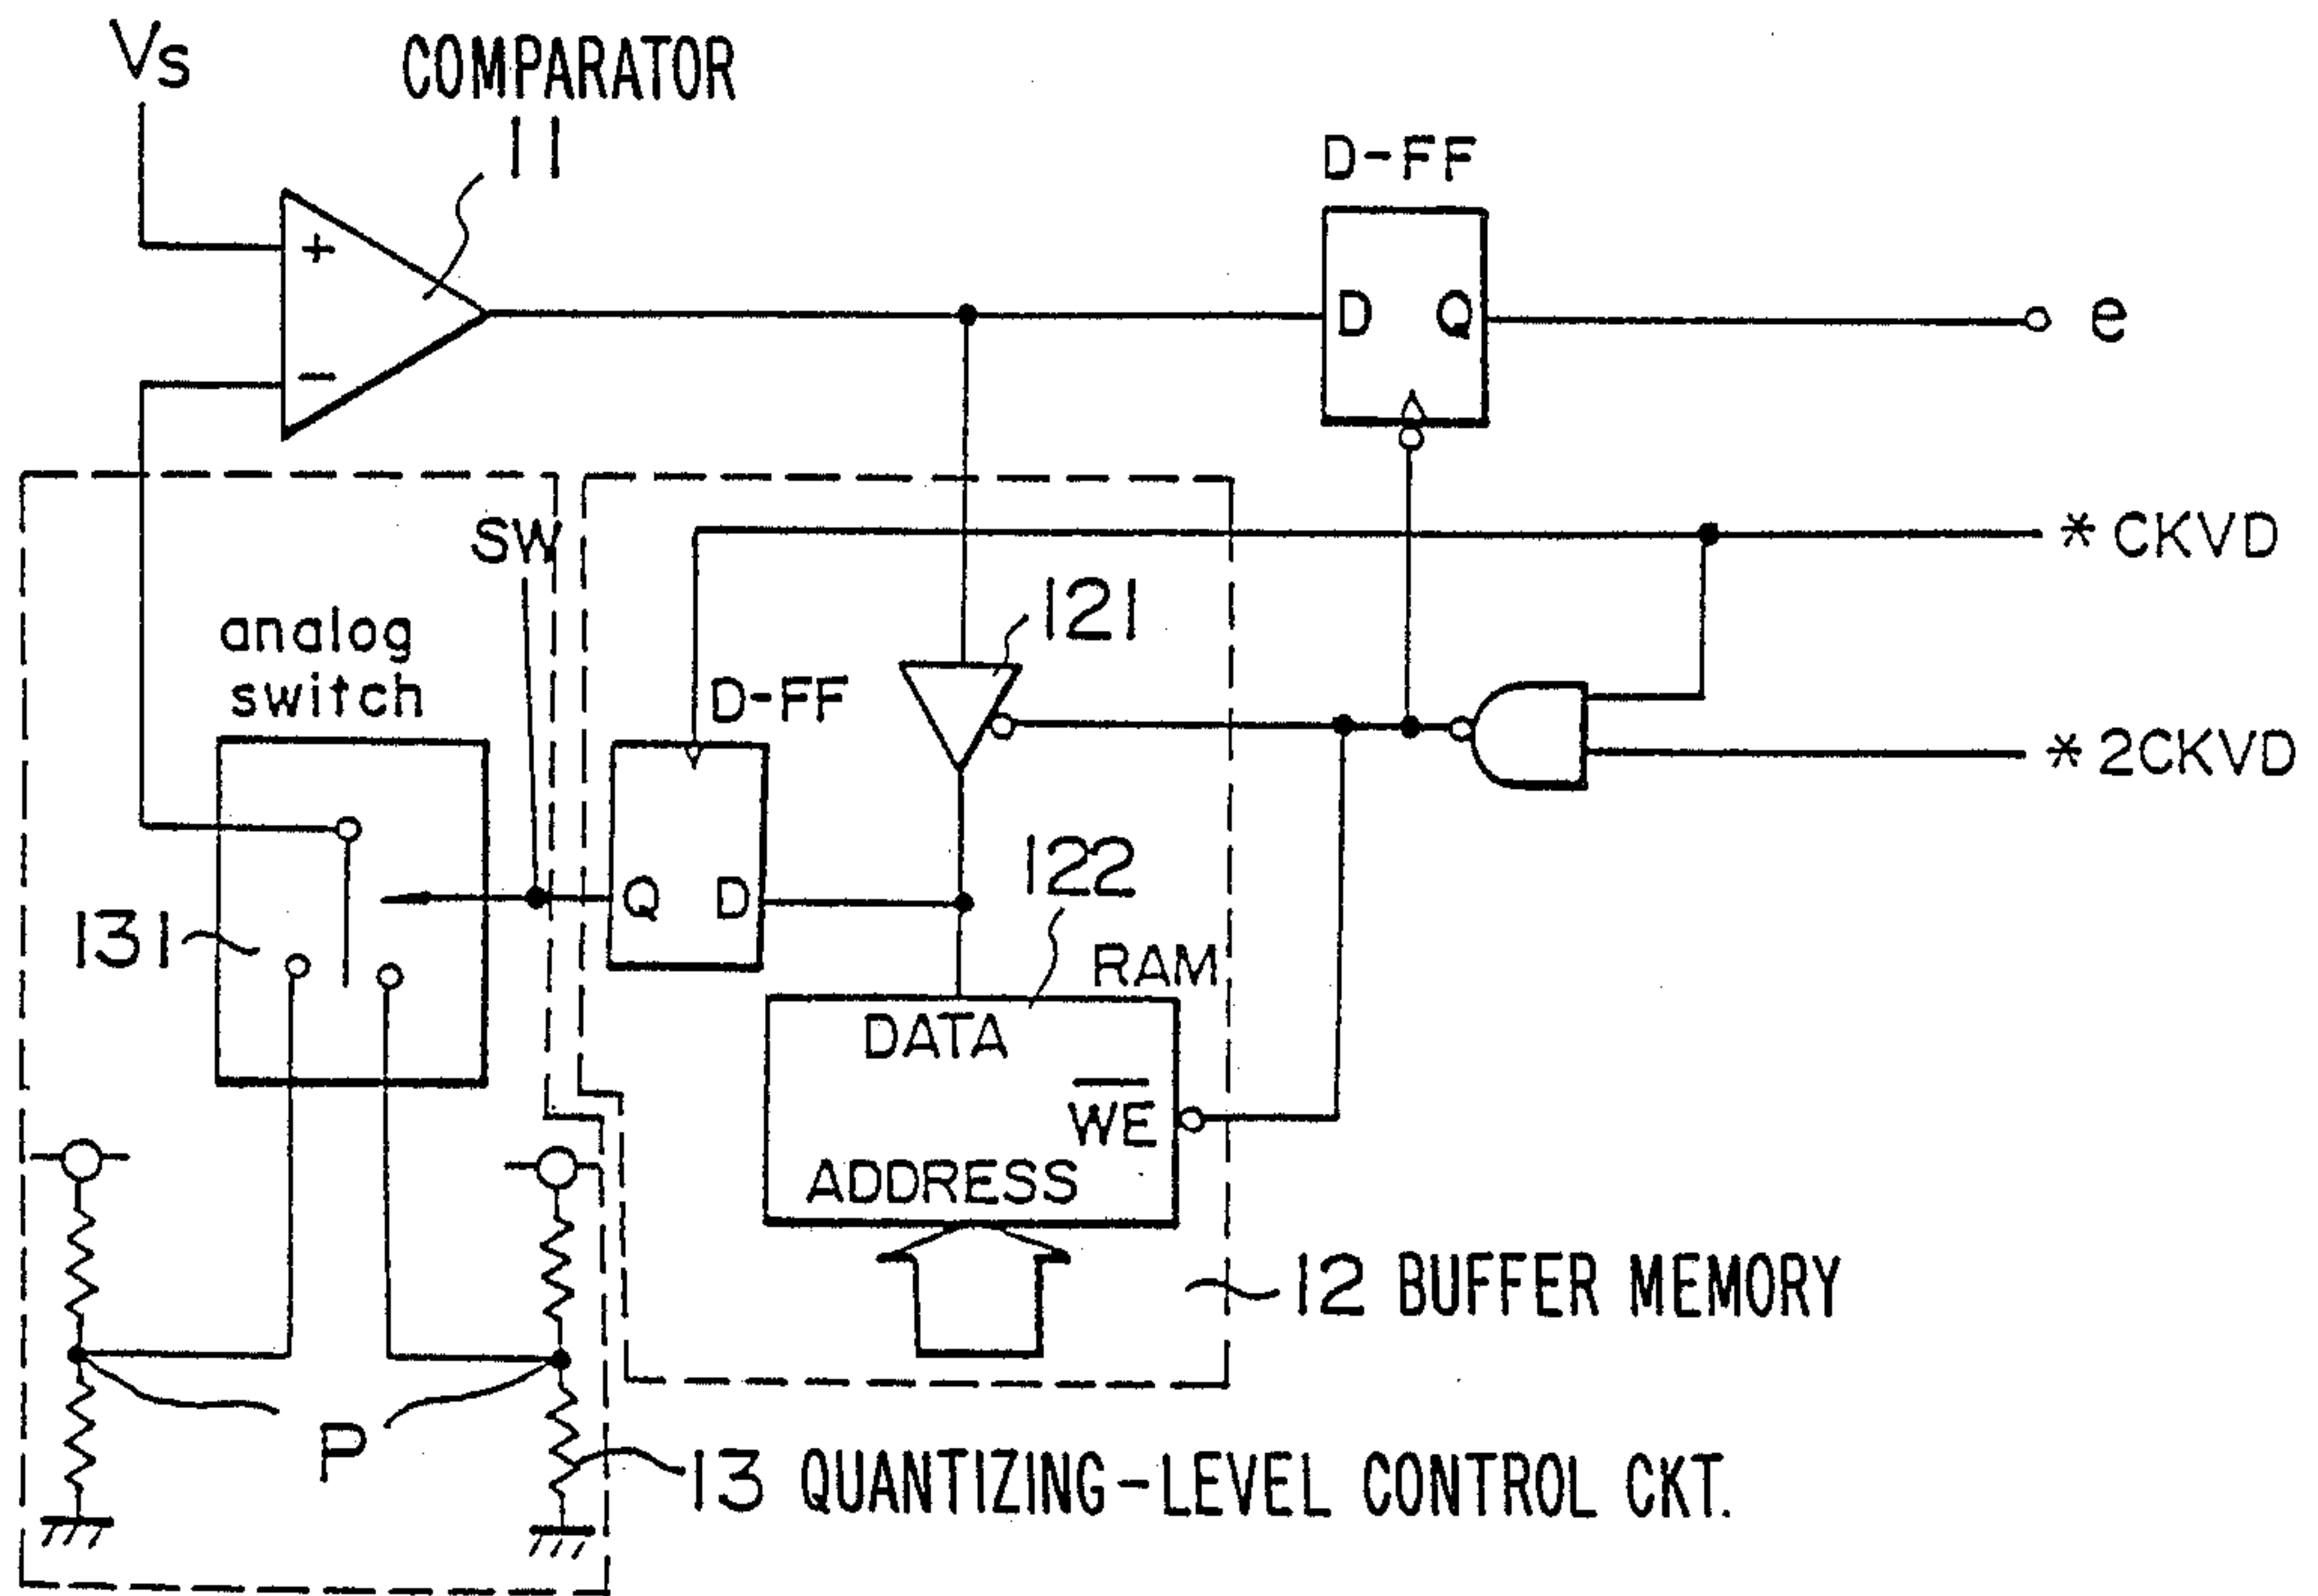 Vs
COMPARATOR
11
D-FF
+
D Q
e
−
SW
*CKVD
121
analog
switch
D-FF
*2CKVD
122
Q D
131
RAM
DATA
W̅E̅
ADDRESS
12 BUFFER MEMORY
P
13 QUANTIZING-LEVEL CONTROL CKT.